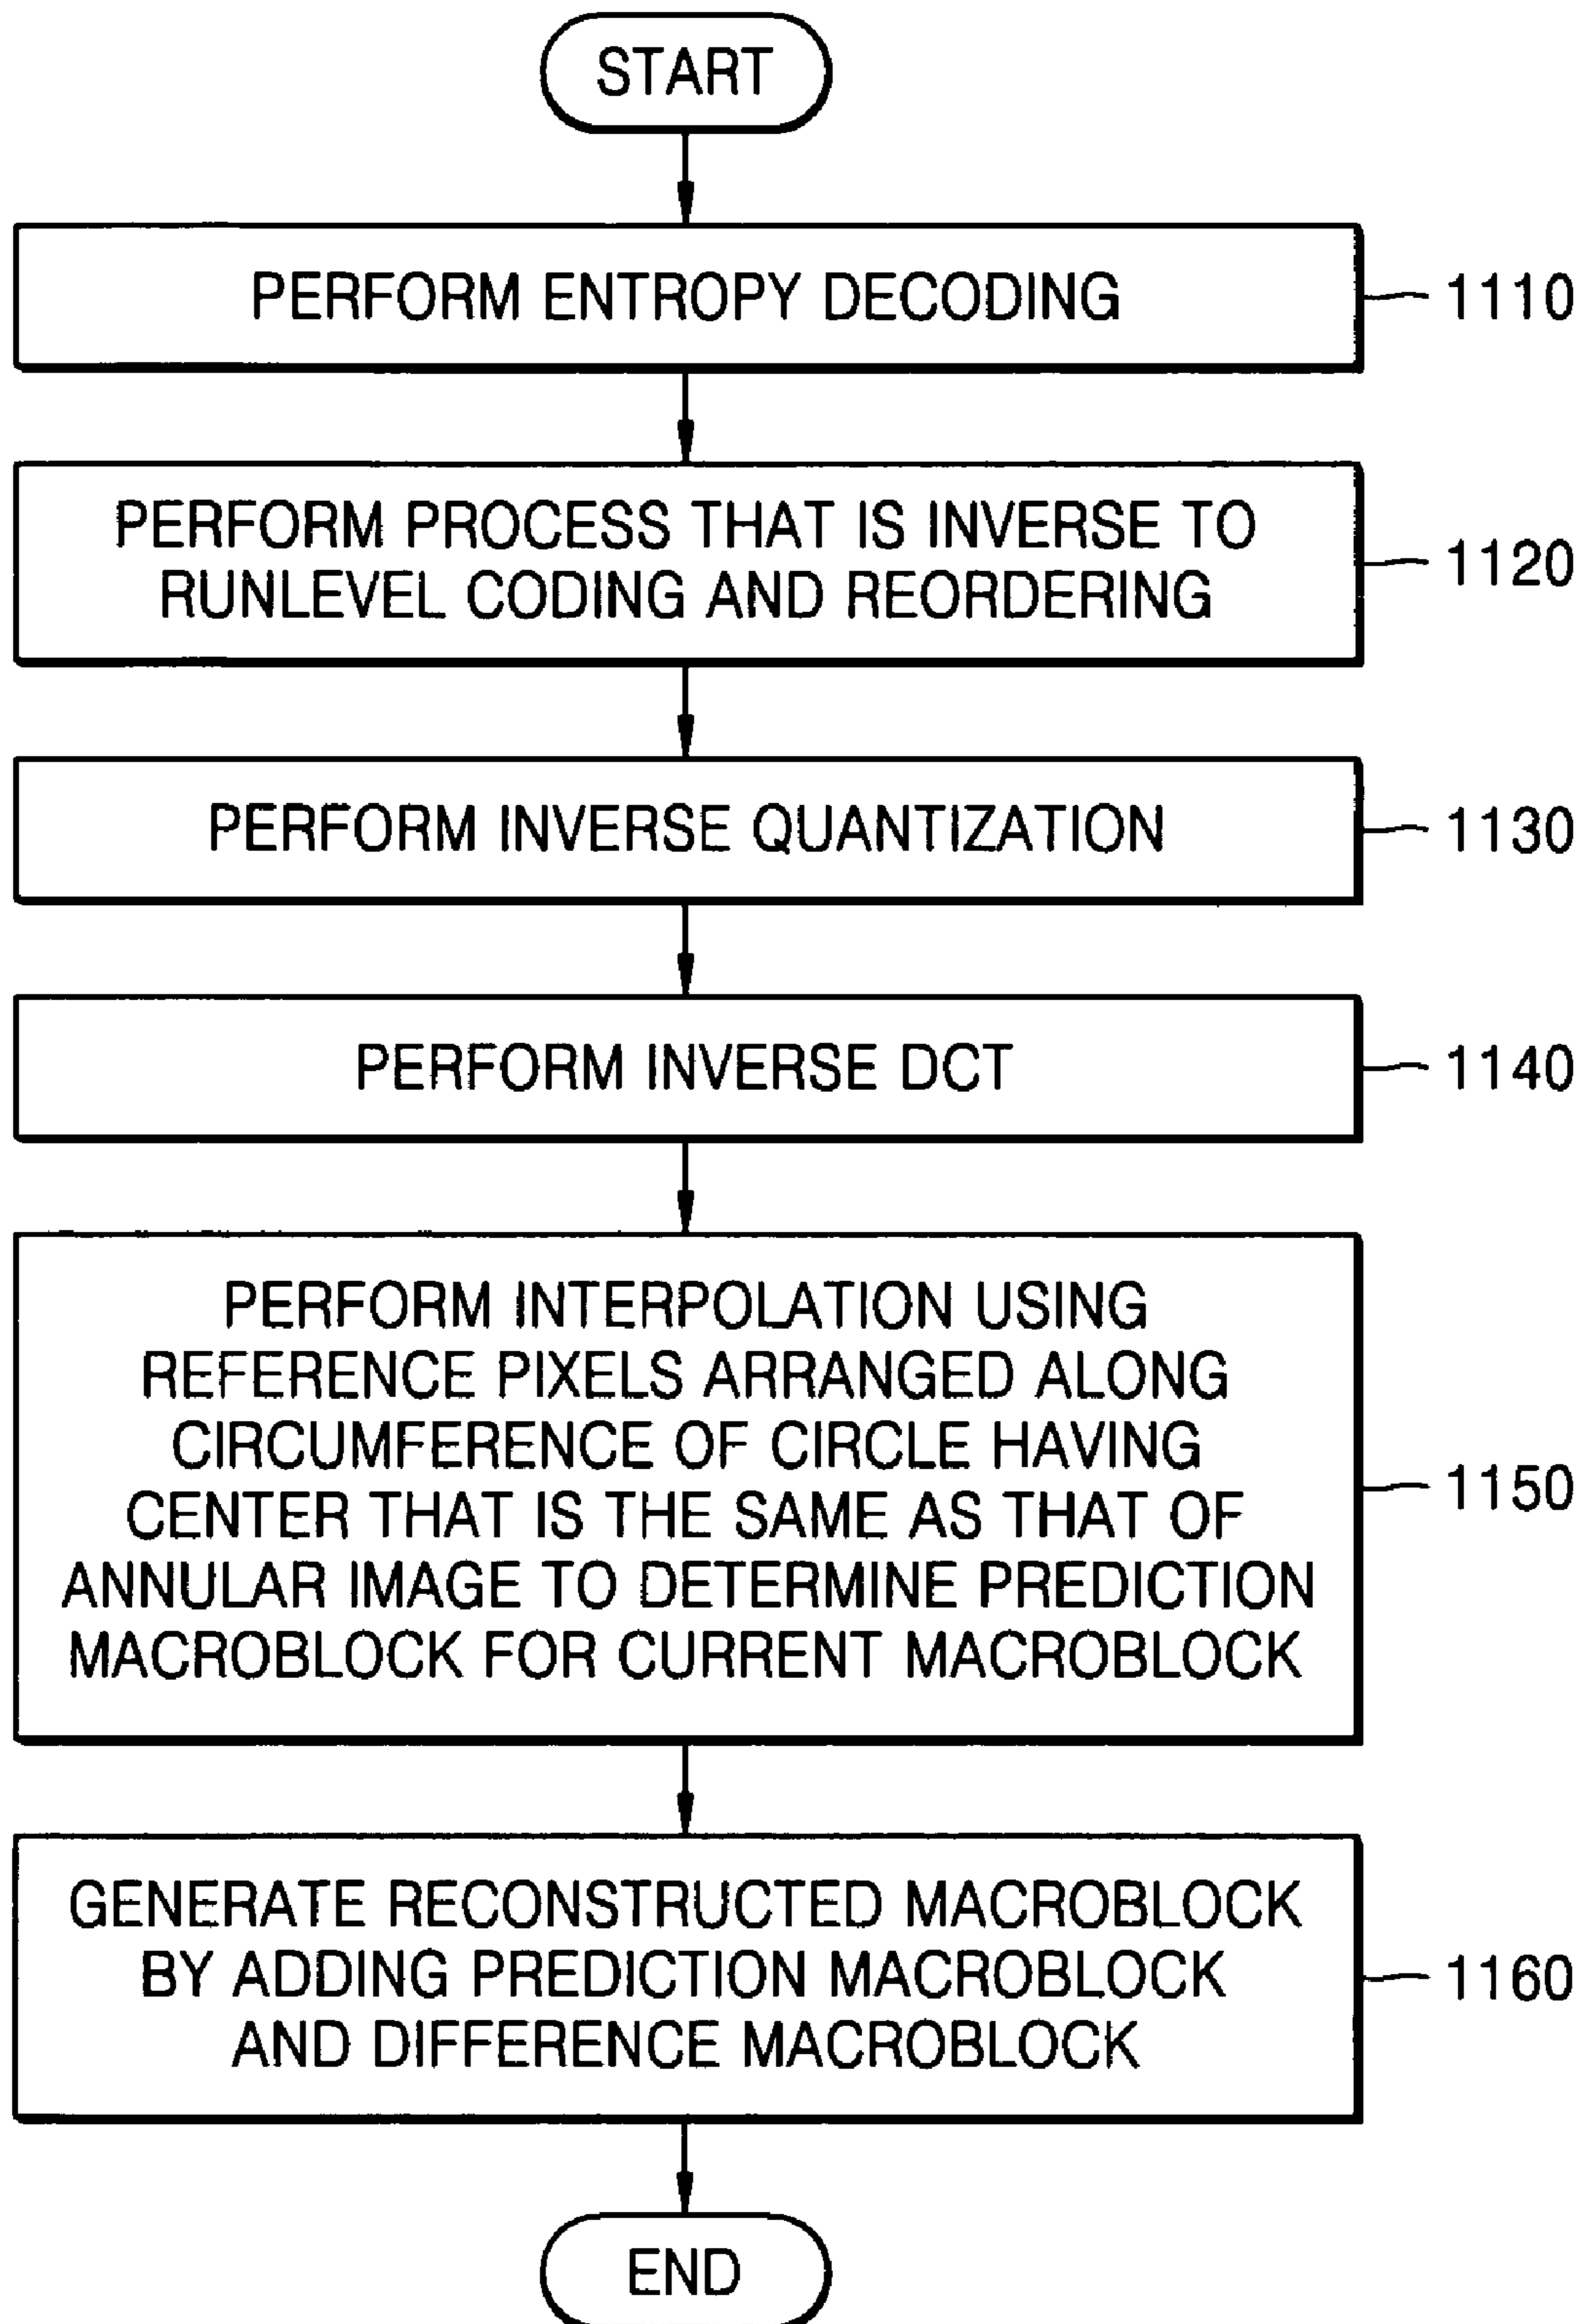 START
PERFORM ENTROPY DECODING
1110
PERFORM PROCESS THAT IS INVERSE TO
RUNLEVEL CODING AND REORDERING
1120
PERFORM INVERSE QUANTIZATION
1130
PERFORM INVERSE DCT
1140
PERFORM INTERPOLATION USING
REFERENCE PIXELS ARRANGED ALONG
CIRCUMFERENCE OF CIRCLE HAVING
CENTER THAT IS THE SAME AS THAT OF
ANNULAR IMAGE TO DETERMINE PREDICTION
MACROBLOCK FOR CURRENT MACROBLOCK
1150
GENERATE RECONSTRUCTED MACROBLOCK
BY ADDING PREDICTION MACROBLOCK
AND DIFFERENCE MACROBLOCK
1160
END